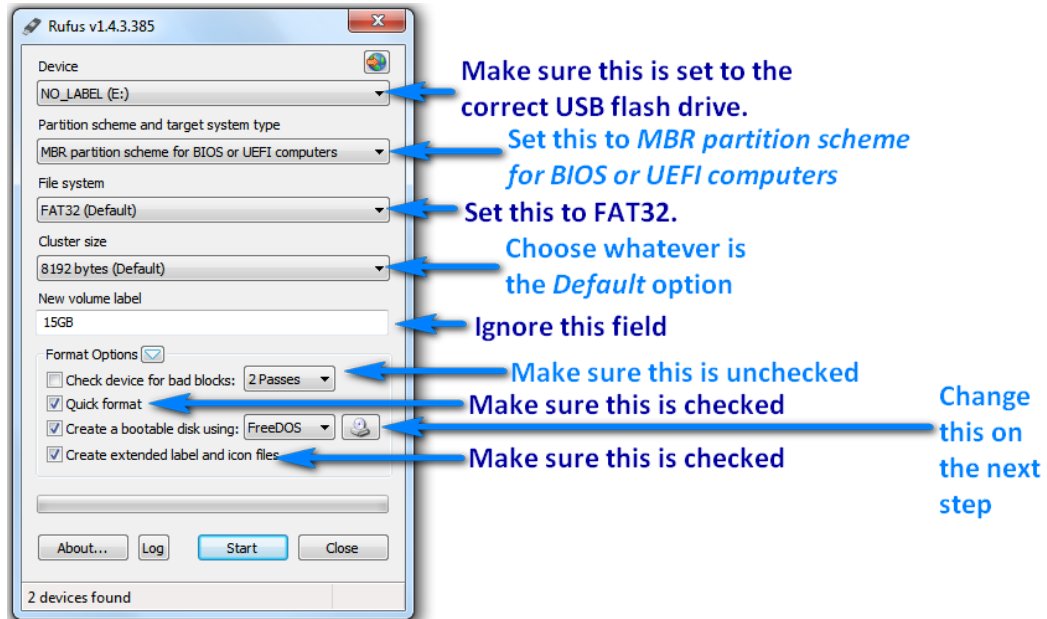 Rufus v1.4.3.385
Device
NO_LABEL (E:)
Make sure this is set to the
correct USB flash drive.
Partition scheme and target system type
MBR partition scheme for BIOS or UEFI computers
Set this to MBR partition scheme
for BIOS or UEFI computers
File system
FAT32 (Default)
Set this to FAT32.
Cluster size
8192 bytes (Default)
Choose whatever is
the Default option
New volume label
15GB
Ignore this field
Format Options
Check device for bad blocks: 2 Passes
Make sure this is unchecked
Quick format
Make sure this is checked
Create a bootable disk using: FreeDOS
Change
this on
the next
step
Create extended label and icon files
Make sure this is checked
About... Log Start Close
2 devices found